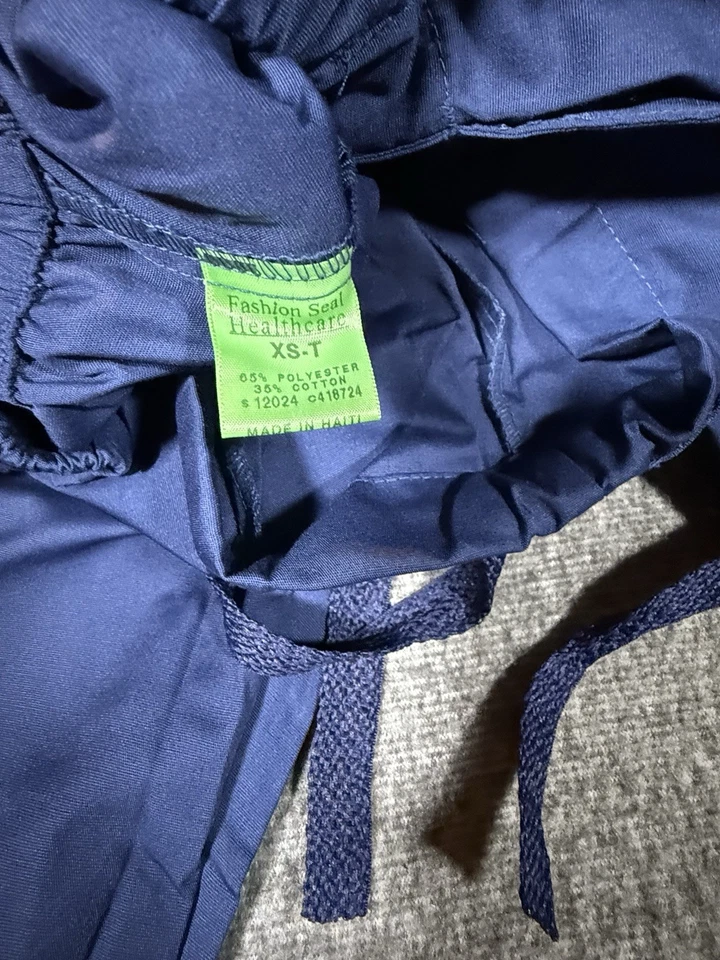 Fashion Seal
Healthcare
XS-T
65% POLYESTER
35% COTTON
S 12024 C418724
MADE IN HAITI